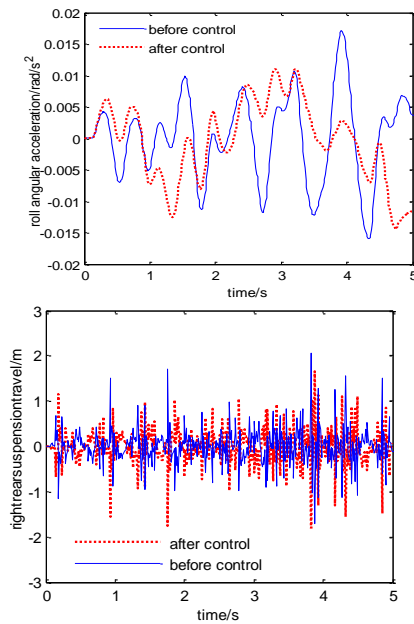 roll angular acceleration/rad/s²
0.02
0.015
0.01
0.005
0
-0.005
-0.01
-0.015
-0.02
before control
after control
0 1 2 3 4 5
time/s
rightrearsuspensiontravel/m
3
2
1
0
-1
-2
-3
after control
before control
0 1 2 3 4 5
time/s